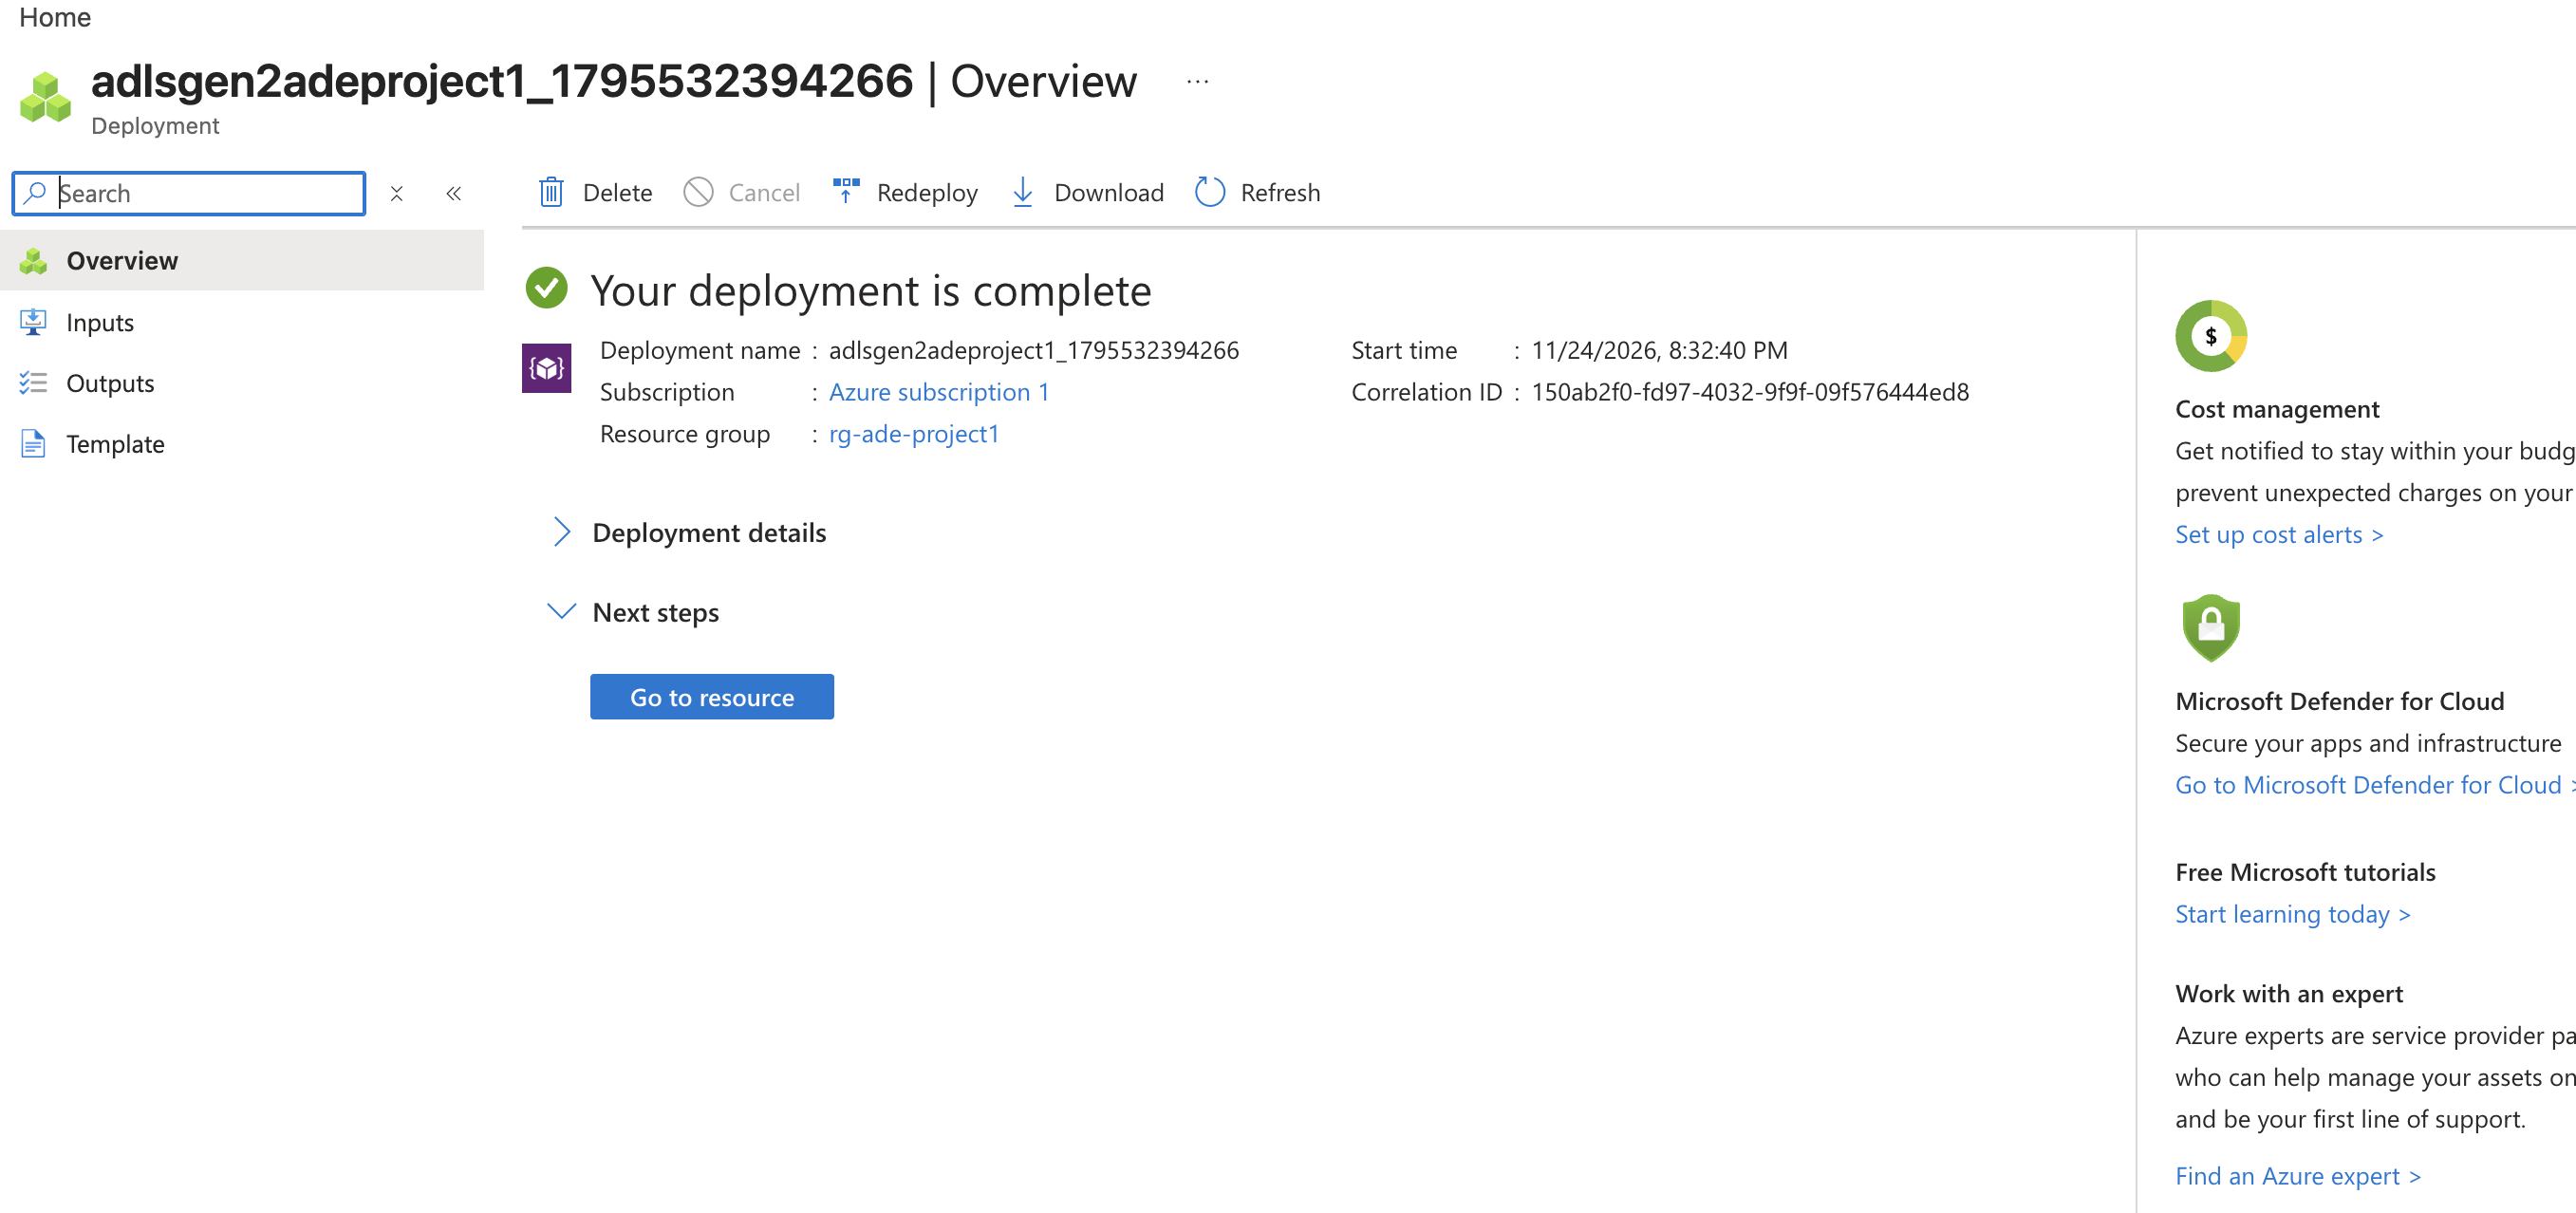 Home
adlsgen2adeproject1_1795532394266 | Overview ...
Deployment
Search
Overview
Inputs
Outputs
Template
Delete Cancel Redeploy Download Refresh
Your deployment is complete
Deployment name : adlsgen2adeproject1_1795532394266
Subscription : Azure subscription 1
Resource group : rg-ade-project1
Start time : 11/24/2026, 8:32:40 PM
Correlation ID : 150ab2f0-fd97-4032-9f9f-09f576444ed8
Deployment details
Next steps
Go to resource
$
Cost management
Get notified to stay within your budg
prevent unexpected charges on your
Set up cost alerts >
Microsoft Defender for Cloud
Secure your apps and infrastructure
Go to Microsoft Defender for Cloud >
Free Microsoft tutorials
Start learning today >
Work with an expert
Azure experts are service provider pa
who can help manage your assets on
and be your first line of support.
Find an Azure expert >